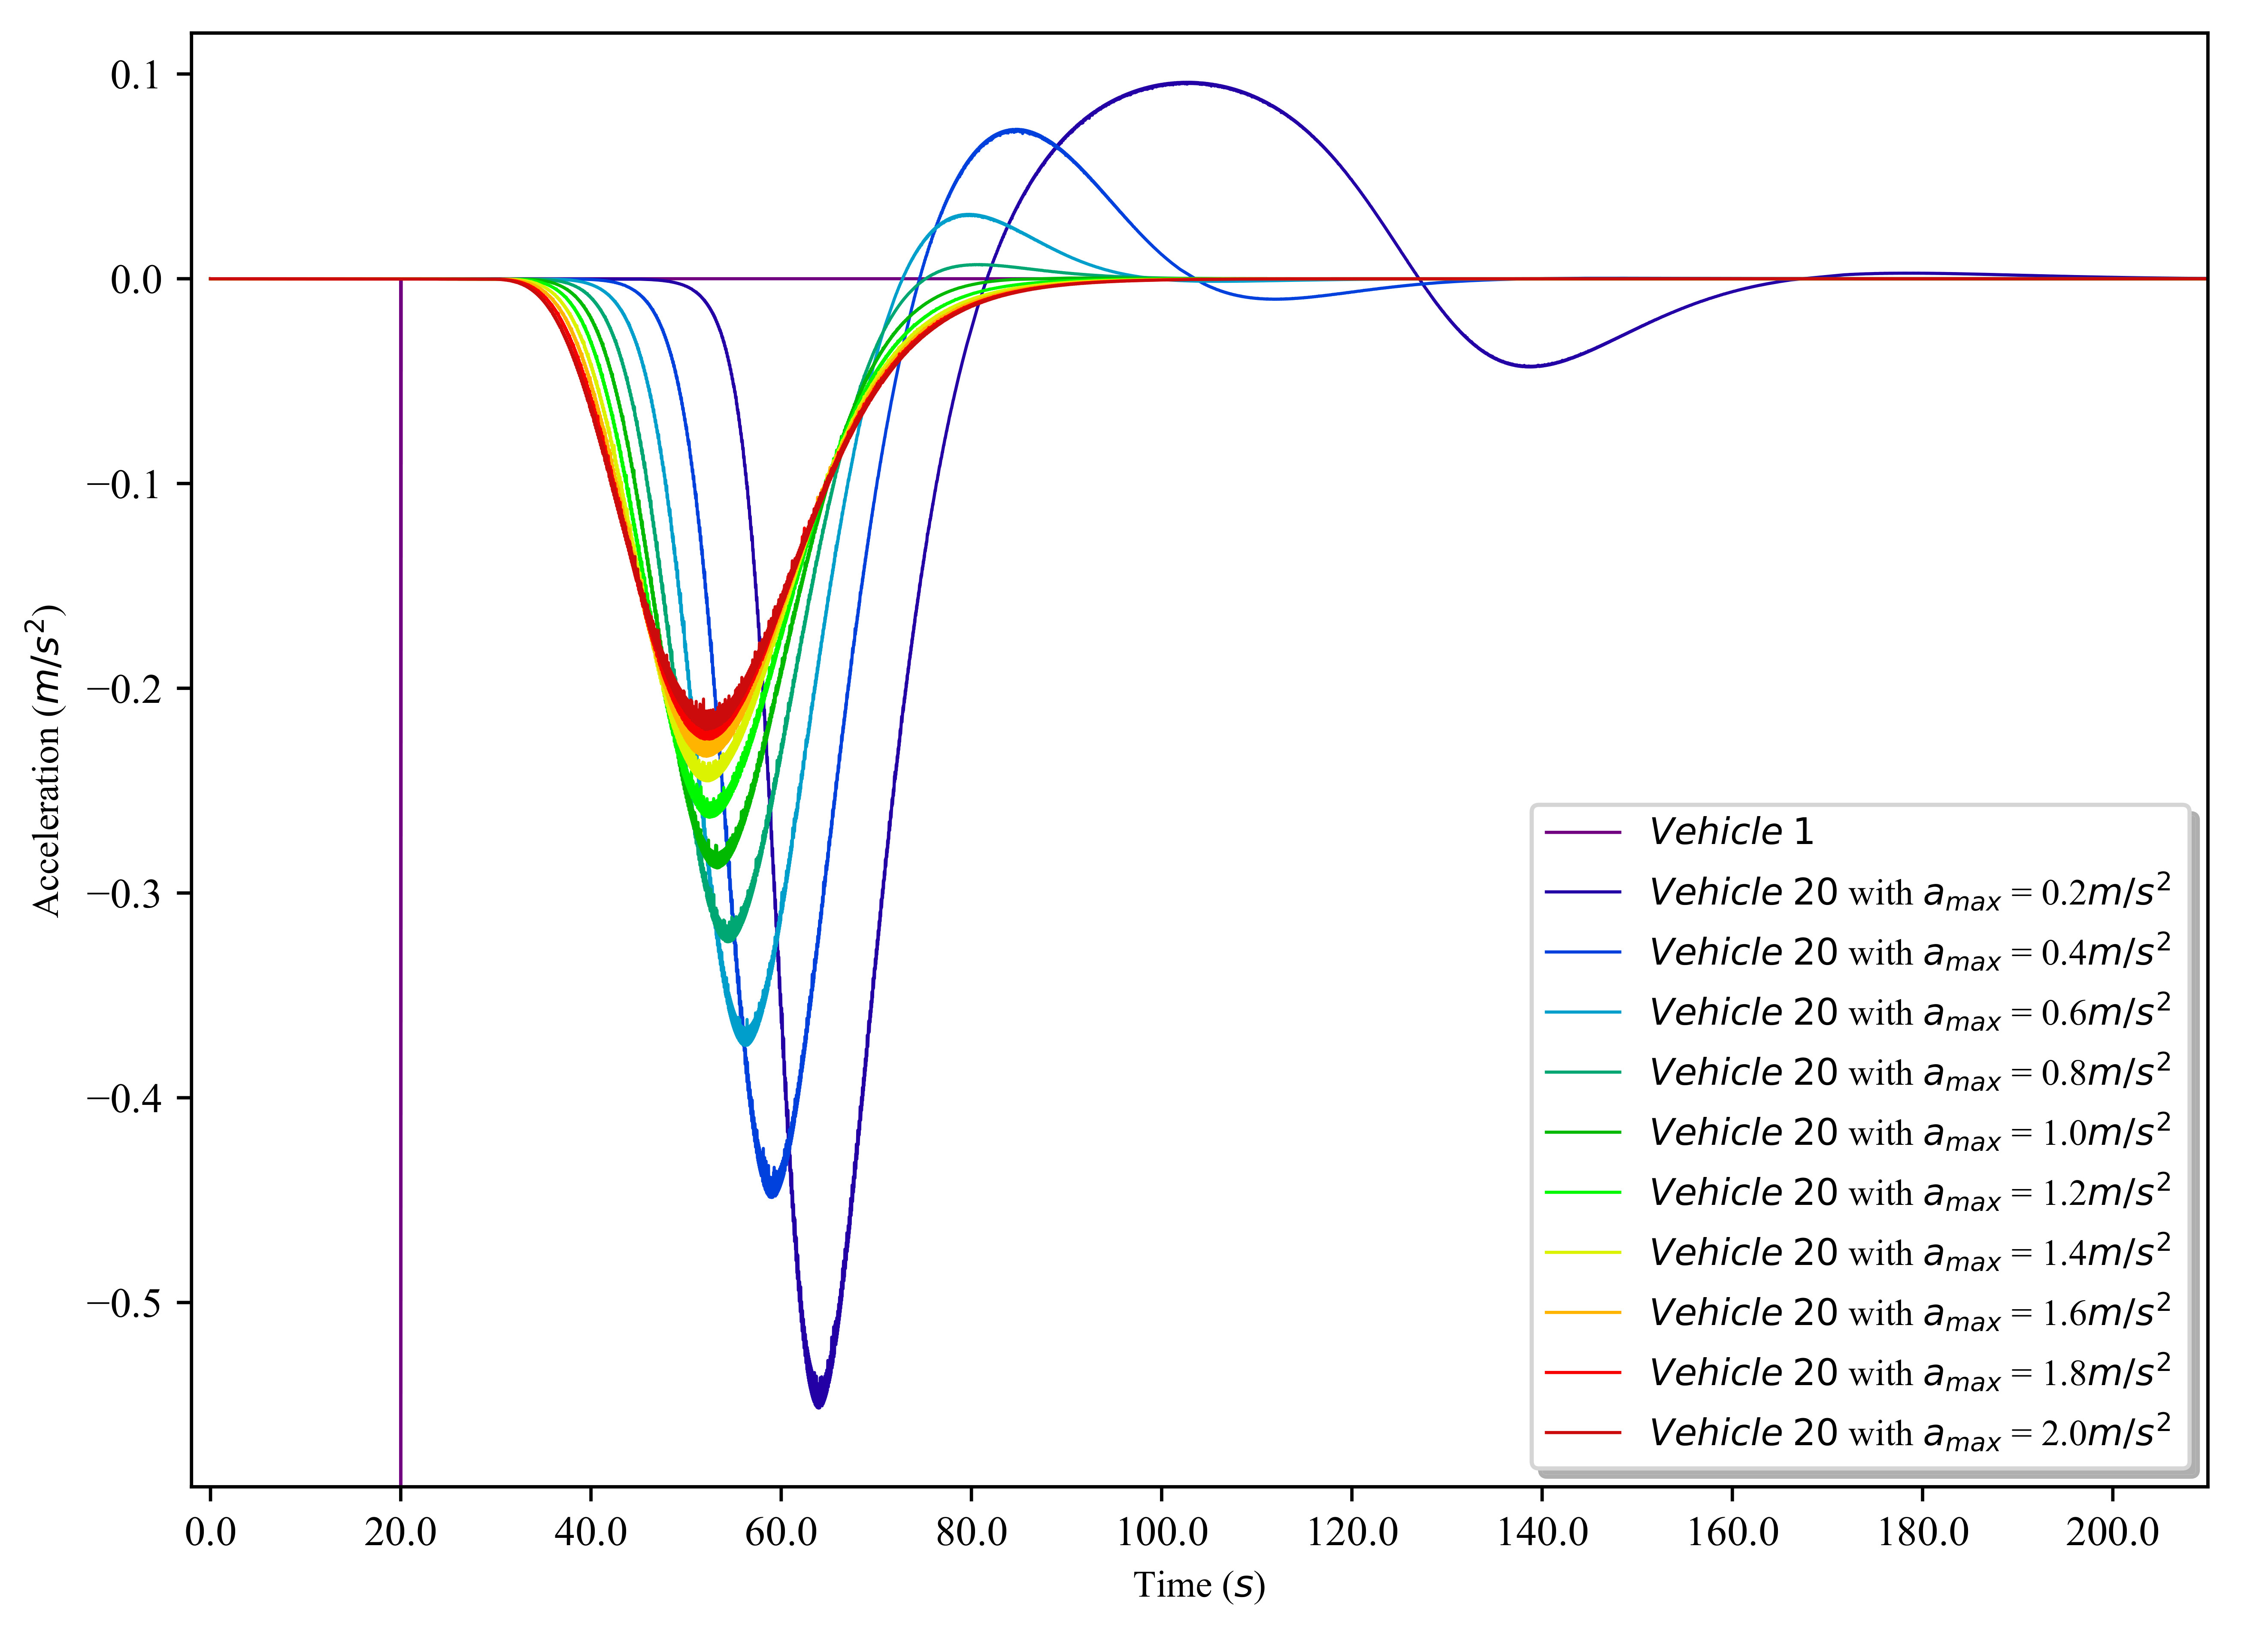 0.1
0.0
−0.1
−0.2
−0.3
−0.4
−0.5
Acceleration (m/s²)
0.0 20.0 40.0 60.0 80.0 100.0 120.0 140.0 160.0 180.0 200.0
Time (s)
Vehicle 1
Vehicle 20 with aₘₐₓ = 0.2m/s²
Vehicle 20 with aₘₐₓ = 0.4m/s²
Vehicle 20 with aₘₐₓ = 0.6m/s²
Vehicle 20 with aₘₐₓ = 0.8m/s²
Vehicle 20 with aₘₐₓ = 1.0m/s²
Vehicle 20 with aₘₐₓ = 1.2m/s²
Vehicle 20 with aₘₐₓ = 1.4m/s²
Vehicle 20 with aₘₐₓ = 1.6m/s²
Vehicle 20 with aₘₐₓ = 1.8m/s²
Vehicle 20 with aₘₐₓ = 2.0m/s²